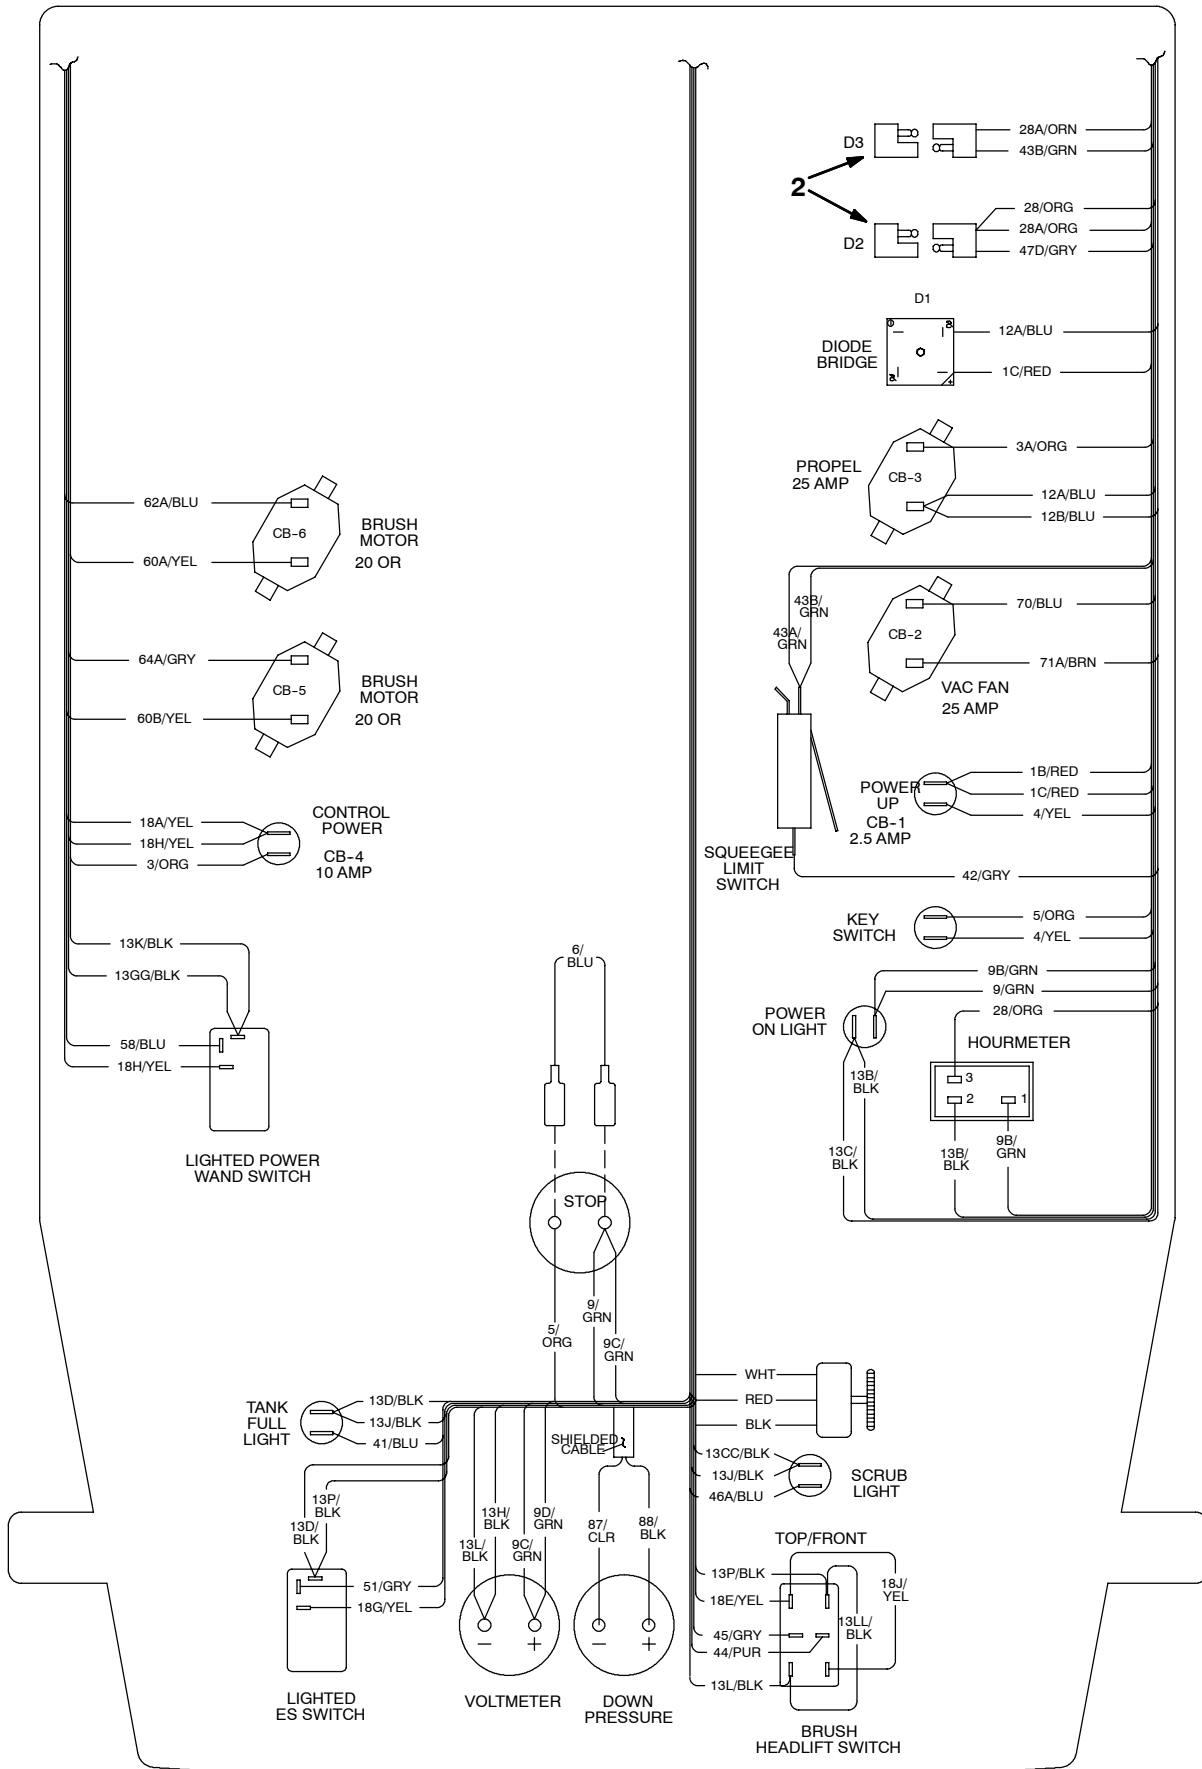 28A/ORN
D3
43B/GRN
2
28/ORG
28A/ORG
D2
47D/GRY
D1
12A/BLU
DIODE
BRIDGE
1C/RED
3A/ORG
PROPEL
25 AMP
CB-3
12A/BLU
12B/BLU
62A/BLU
CB-6
BRUSH
MOTOR
20 OR
60A/YEL
43B/
GRN
43A/
GRN
70/BLU
CB-2
71A/BRN
VAC FAN
25 AMP
64A/GRY
CB-5
BRUSH
MOTOR
20 OR
60B/YEL
1B/RED
POWER
UP
CB-1
2.5 AMP
1C/RED
4/YEL
CONTROL
POWER
CB-4
10 AMP
18A/YEL
18H/YEL
3/ORG
SQUEEGEE
LIMIT
SWITCH
42/GRY
KEY
SWITCH
5/ORG
4/YEL
13K/BLK
13GG/BLK
6/
BLU
9B/GRN
9/GRN
28/ORG
POWER
ON LIGHT
HOURMETER
58/BLU
18H/YEL
13B/
BLK
3
2
1
LIGHTED POWER
WAND SWITCH
13C/
BLK
13B/
BLK
9B/
GRN
STOP
9/
GRN
5/
ORG
9C/
GRN
WHT
RED
BLK
TANK
FULL
LIGHT
13D/BLK
13J/BLK
41/BLU
SHIELDED
CABLE
13CC/BLK
13J/BLK
46A/BLU
SCRUB
LIGHT
13P/
BLK
13D/
BLK
13H/
BLK
9D/
GRN
13L/
BLK
9C/
GRN
87/
CLR
88/
BLK
TOP/FRONT
51/GRY
18G/YEL
13P/BLK
18E/YEL
18J/
YEL
13LL/
BLK
45/GRY
44/PUR
13L/BLK
−
+
−
+
LIGHTED
ES SWITCH
VOLTMETER
DOWN
PRESSURE
BRUSH
HEADLIFT SWITCH